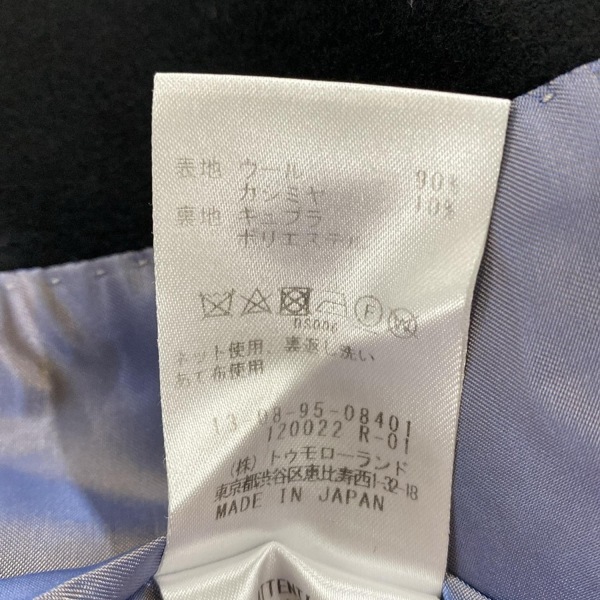 表地 ウール 90%
カシミヤ 10%
裏地 キュプラ
ポリエステル
F W
DS006
ネット使用、裏返し洗い
あて布使用
13-08-95-08401
120022 R-01
(株) トゥモローランド
東京都渋谷区恵比寿西1-32-18
MADE IN JAPAN